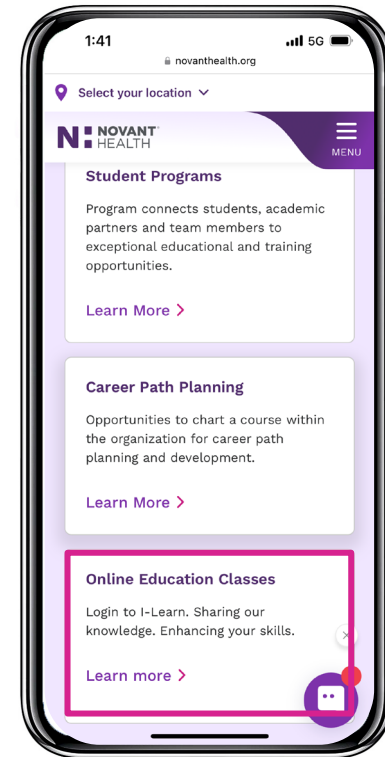 1:41
5G
novanthealth.org
Select your location
N NOVANT
HEALTH
MENU
Student Programs
Program connects students, academic
partners and team members to
exceptional educational and training
opportunities.
Learn More >
Career Path Planning
Opportunities to chart a course within
the organization for career path
planning and development.
Learn More >
Online Education Classes
Login to I-Learn. Sharing our
knowledge. Enhancing your skills.
Learn more >